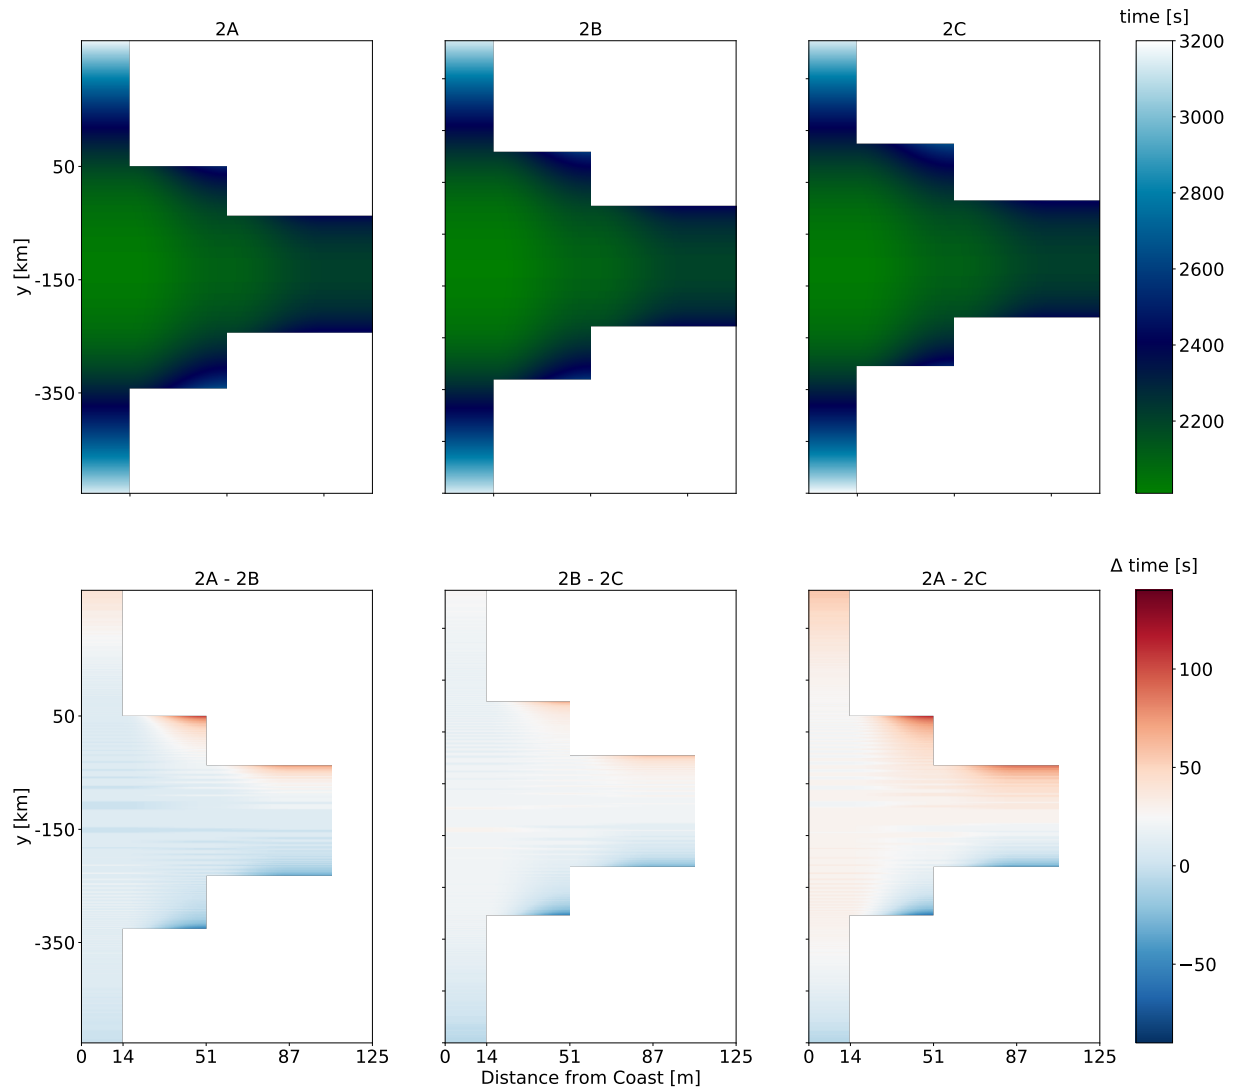 time [s]
2A
2B
2C
3200
3000
2800
2600
2400
2200
50
-150
-350
y [km]
Δ time [s]
2A - 2B
2B - 2C
2A - 2C
100
50
0
−50
50
-150
-350
y [km]
0 14 51 87 125
0 14 51 87 125
0 14 51 87 125
Distance from Coast [m]